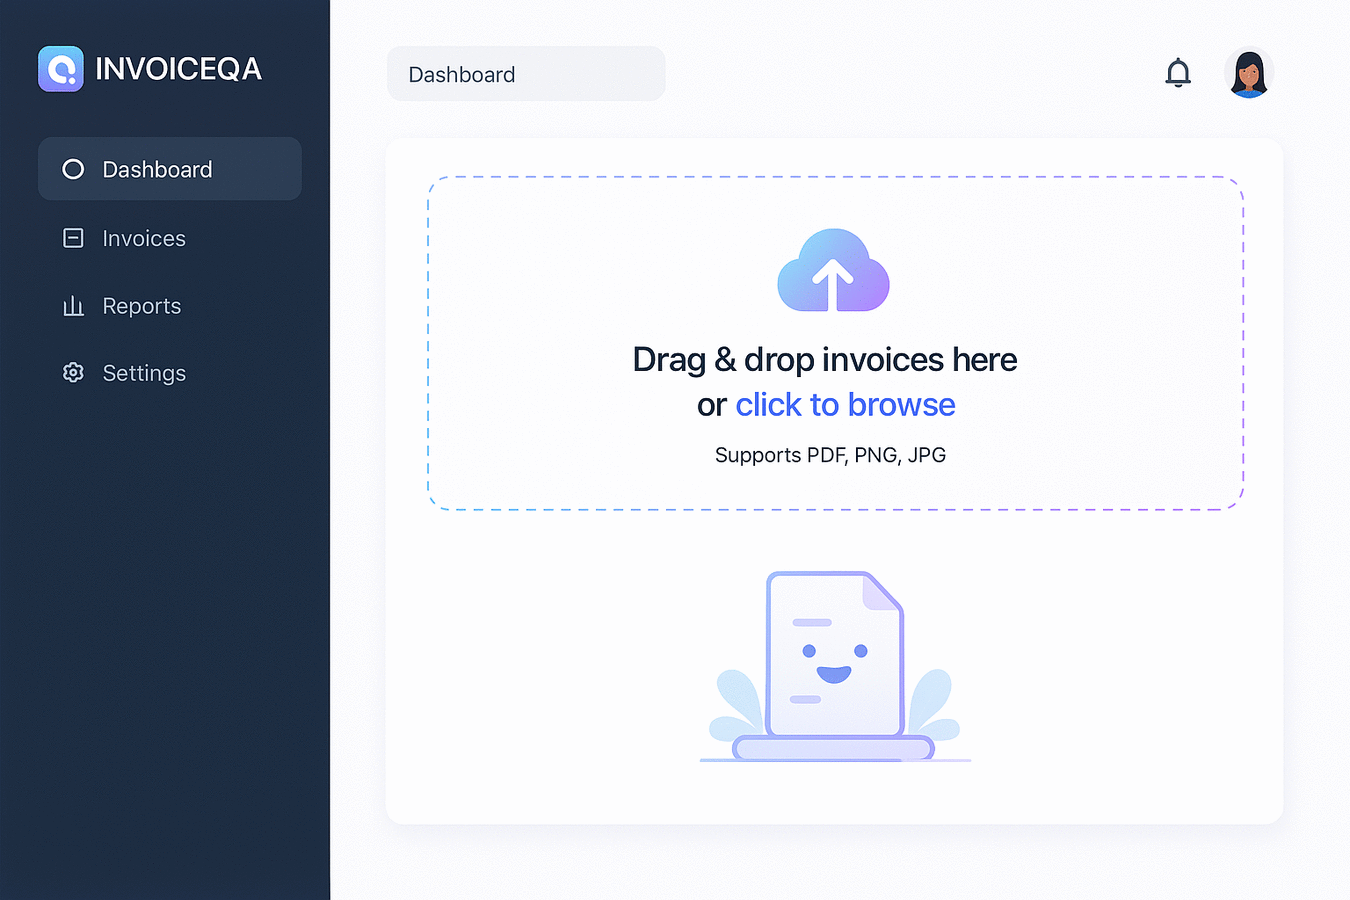 INVOICEQA
Dashboard
Invoices
Reports
Settings
Dashboard
Drag & drop invoices here
or click to browse
Supports PDF, PNG, JPG